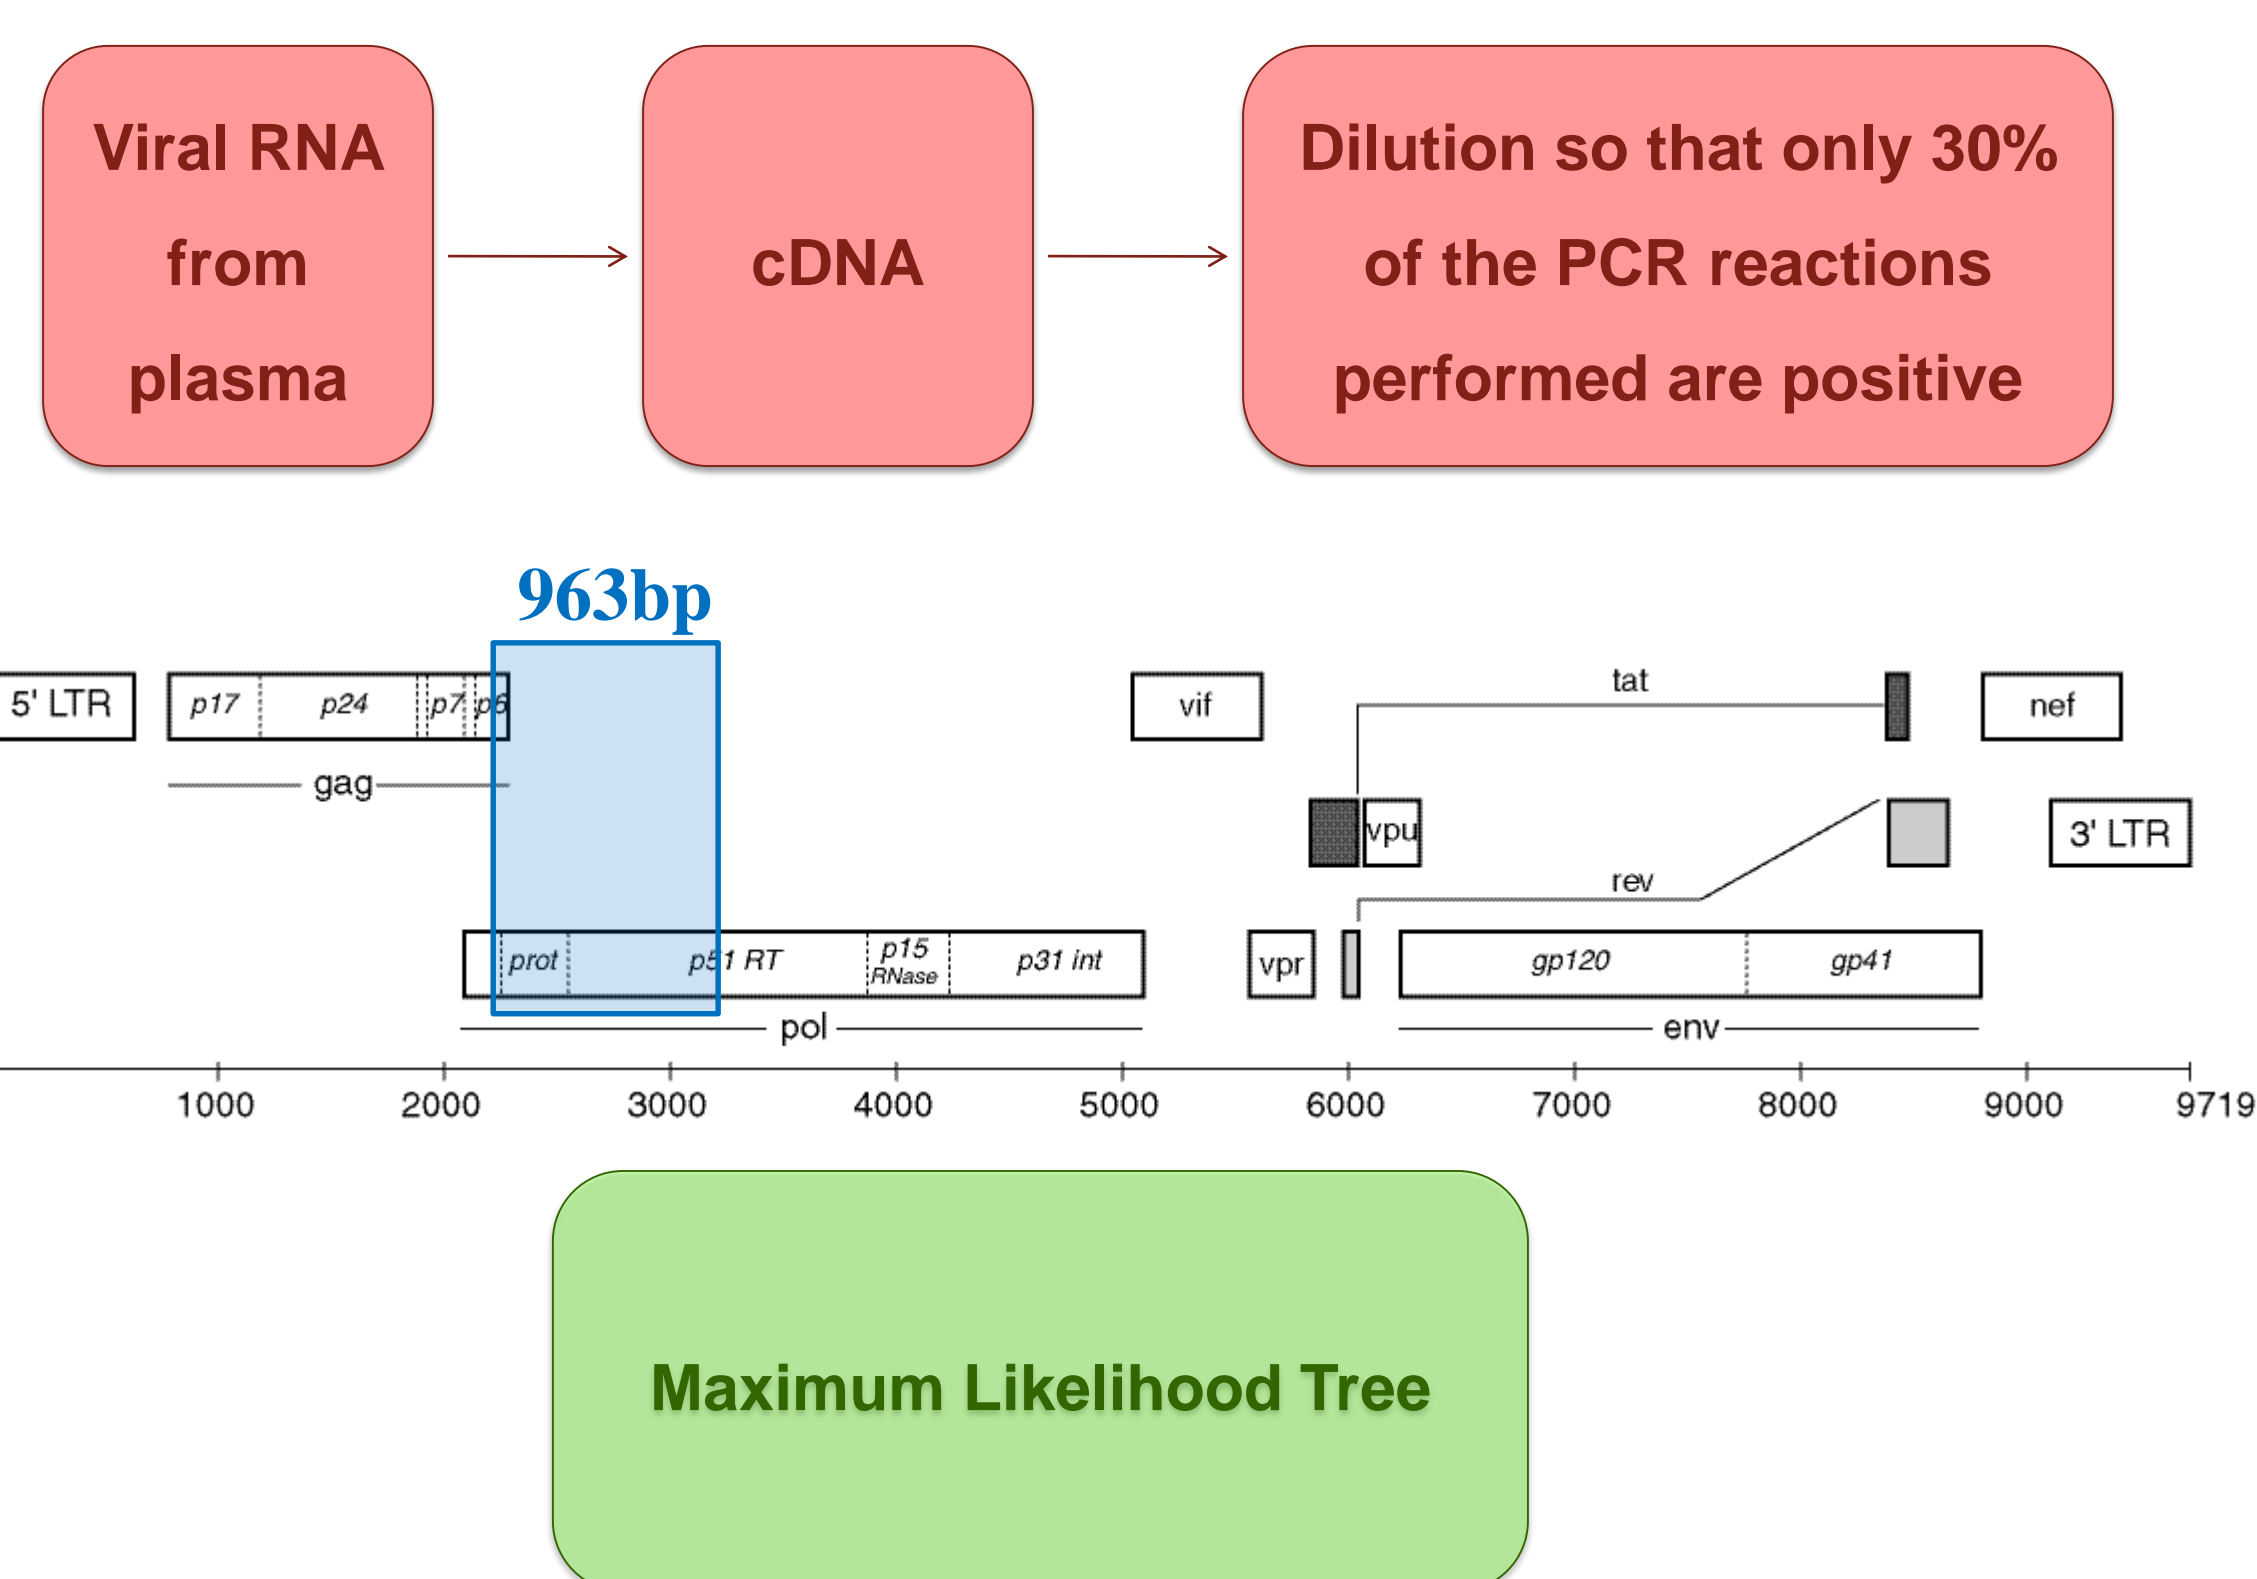 Viral RNA
from
plasma
cDNA
Dilution so that only 30%
of the PCR reactions
performed are positive
963bp
5' LTR
p17
p24
p7
p6
gag
vif
tat
nef
vpu
rev
3' LTR
prot
p51 RT
p15
RNase
p31 int
pol
vpr
gp120
gp41
env
1000
2000
3000
4000
5000
6000
7000
8000
9000
9719
Maximum Likelihood Tree